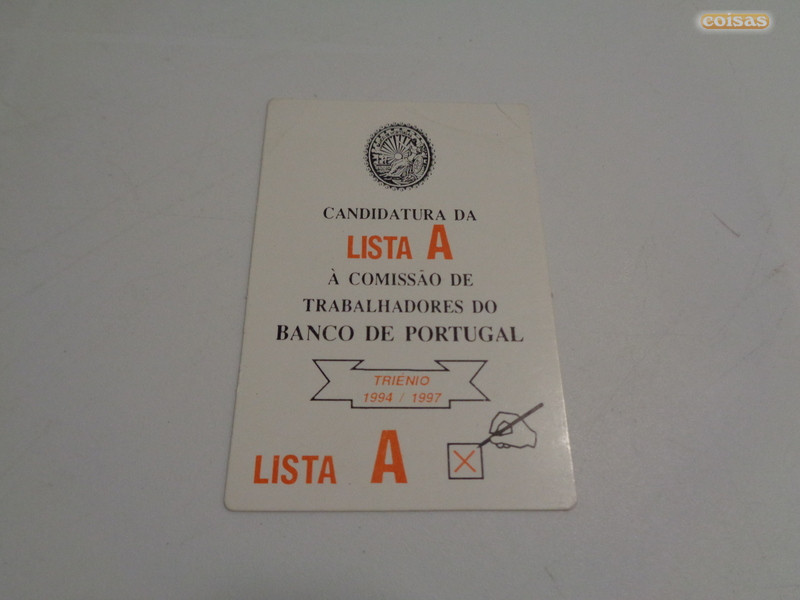 coisas
CANDIDATURA DA
LISTA A
À COMISSÃO DE
TRABALHADORES DO
BANCO DE PORTUGAL
TRIÉNIO
1994 / 1997
LISTA A